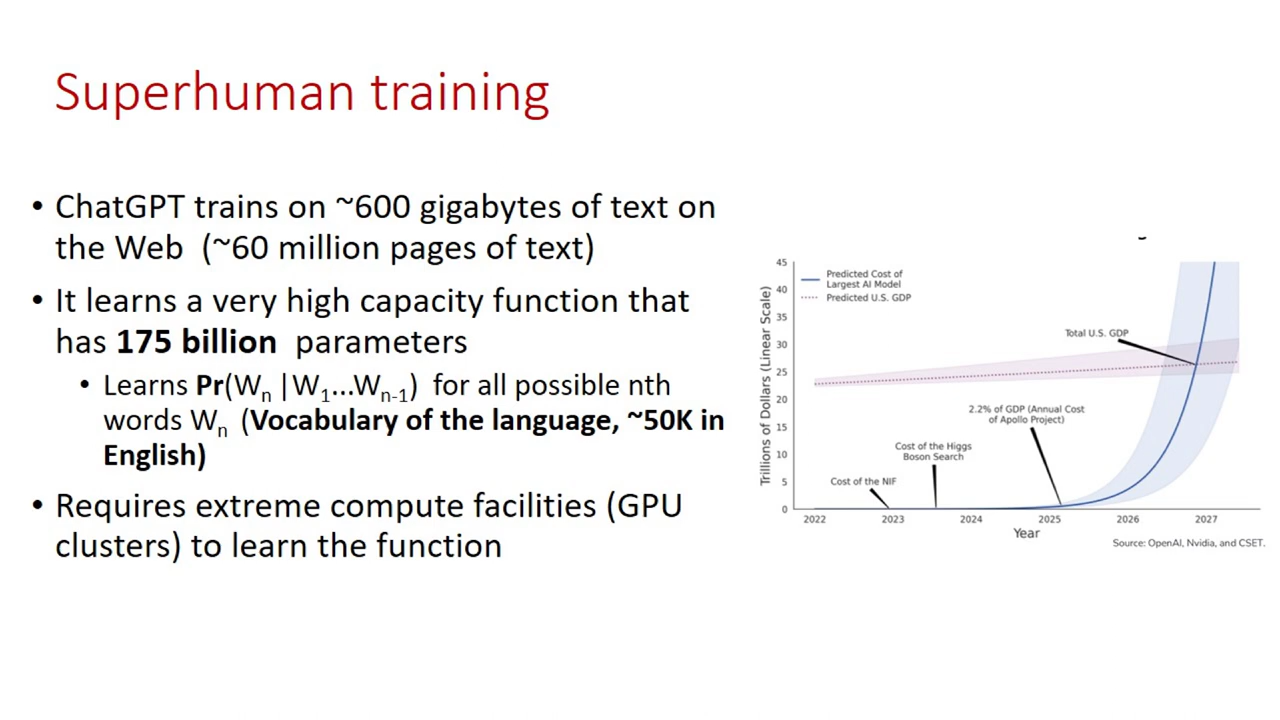 Superhuman training
• ChatGPT trains on ~600 gigabytes of text on
the Web (~60 million pages of text)
• It learns a very high capacity function that
has 175 billion parameters
• Learns Pr(Wn |W1...Wn-1) for all possible nth
words Wn (Vocabulary of the language, ~50K in
English)
• Requires extreme compute facilities (GPU
clusters) to learn the function
Trillions of Dollars (Linear Scale)
45
40
35
30
25
20
15
10
5
0
Predicted Cost of
Largest AI Model
Predicted U.S. GDP
Total U.S. GDP
2.2% of GDP (Annual Cost
of Apollo Project)
Cost of the Higgs
Boson Search
Cost of the NIF
2022 2023 2024 2025 2026 2027
Year
Source: OpenAI, Nvidia, and CSET.